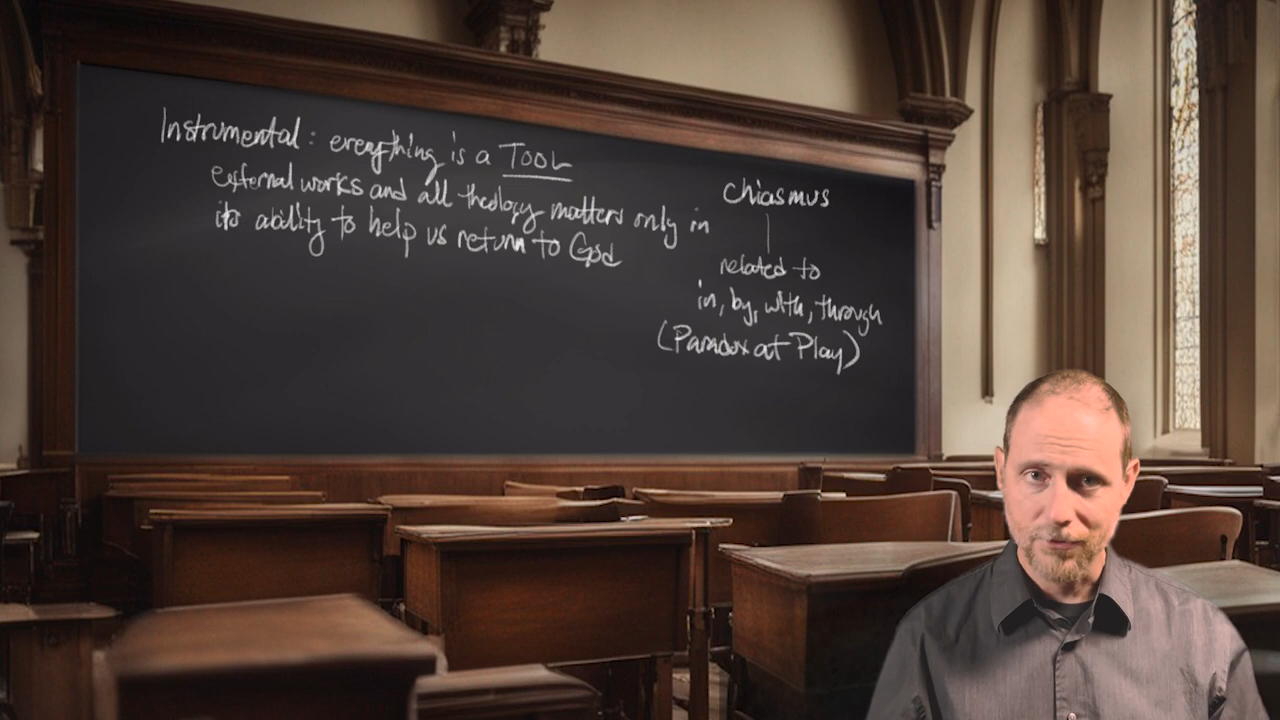 Instrumental: everything is a TOOL
external works and all theology matters only in
its ability to help us return to God
chiasmus
related to
in, by, with, through
(Paradox at Play)